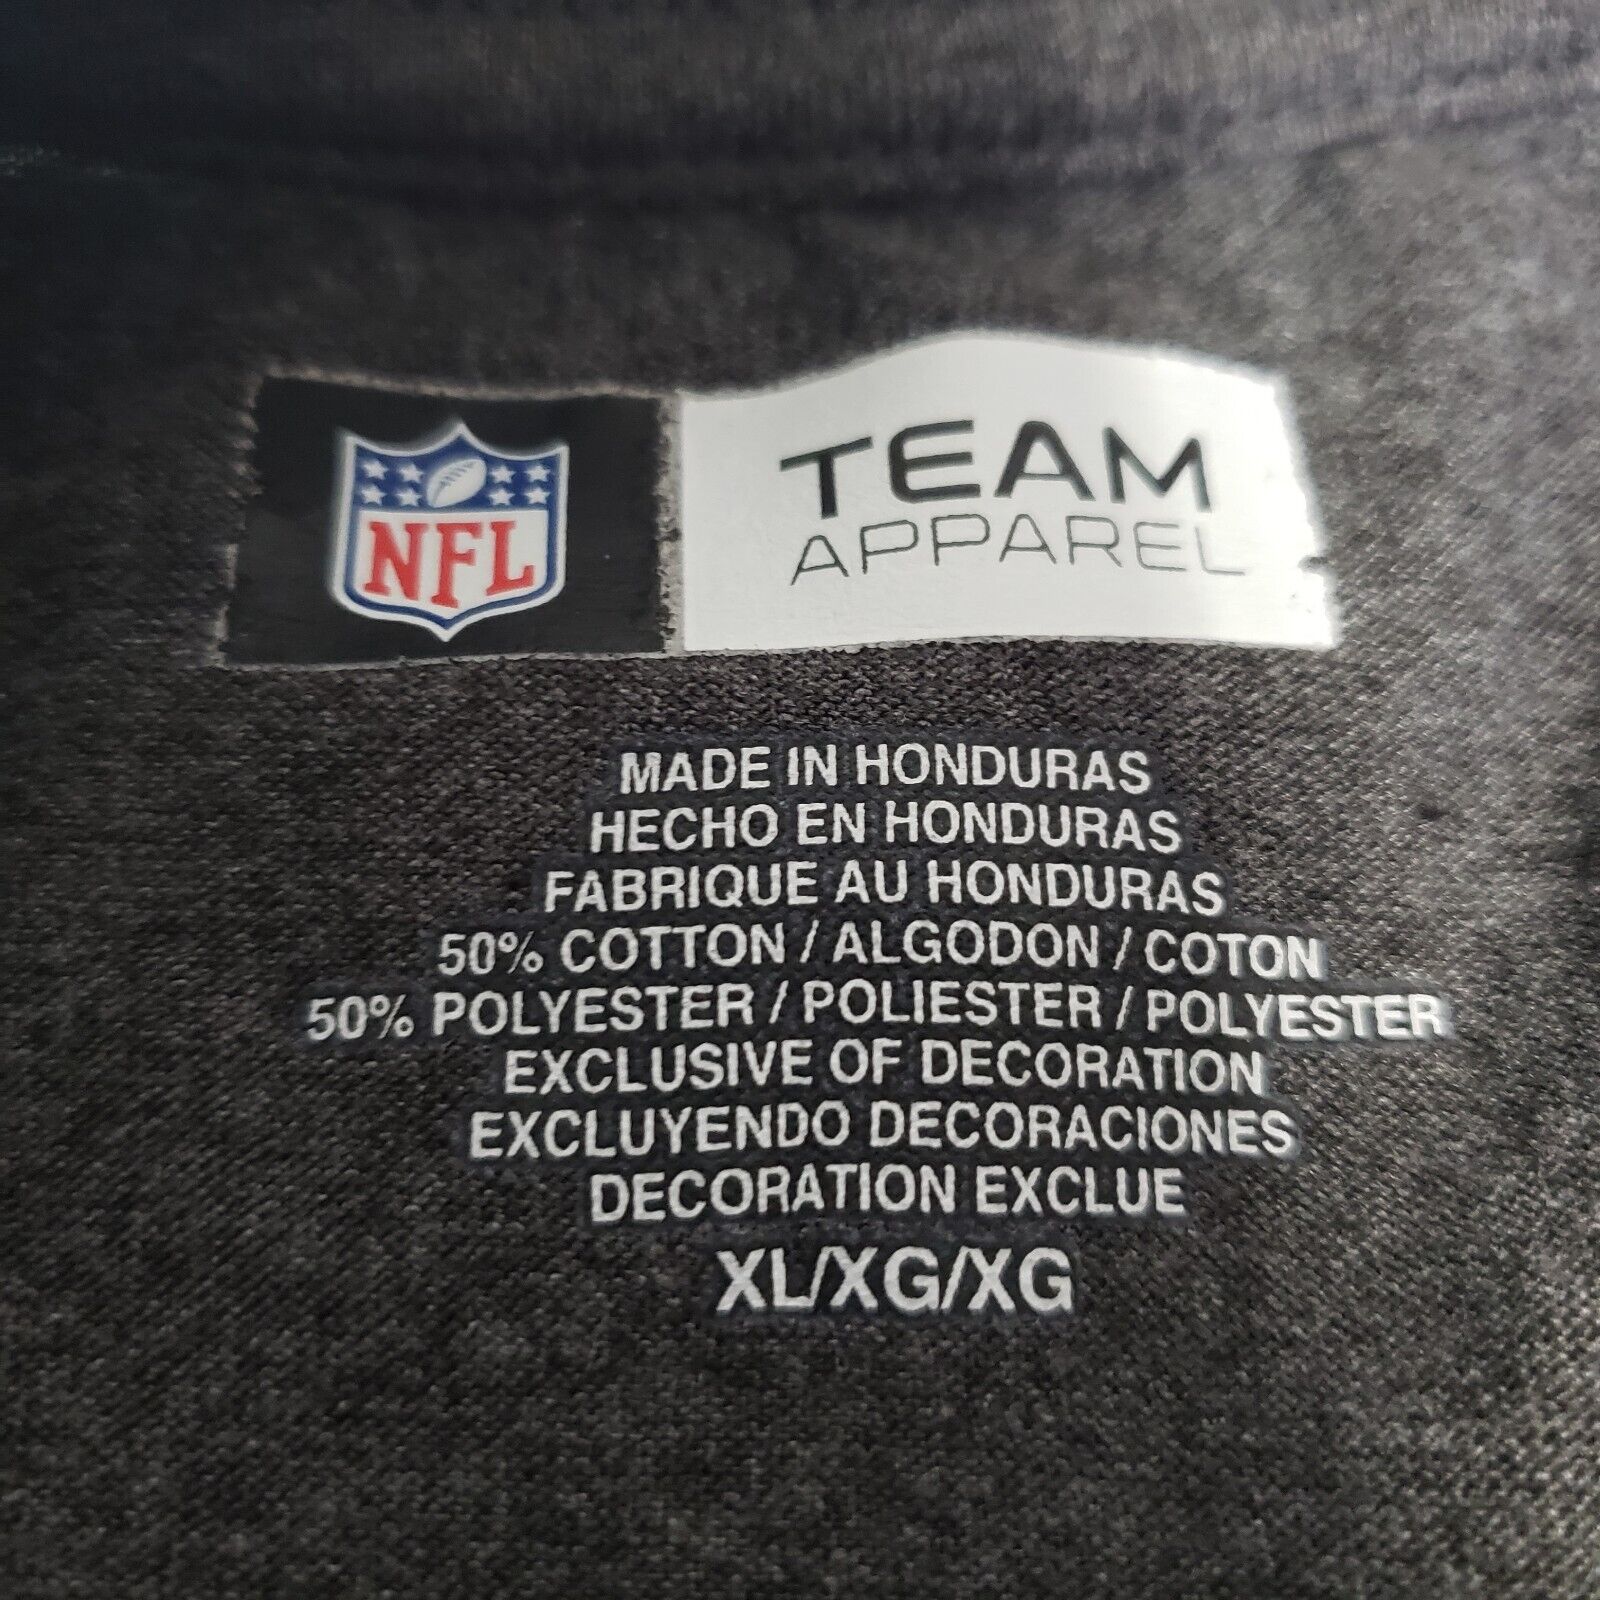 NFL
TEAM
APPAREL
MADE IN HONDURAS
HECHO EN HONDURAS
FABRIQUE AU HONDURAS
50% COTTON / ALGODON / COTON
50% POLYESTER / POLIESTER / POLYESTER
EXCLUSIVE OF DECORATION
EXCLUYENDO DECORACIONES
DECORATION EXCLUE
XL/XG/XG